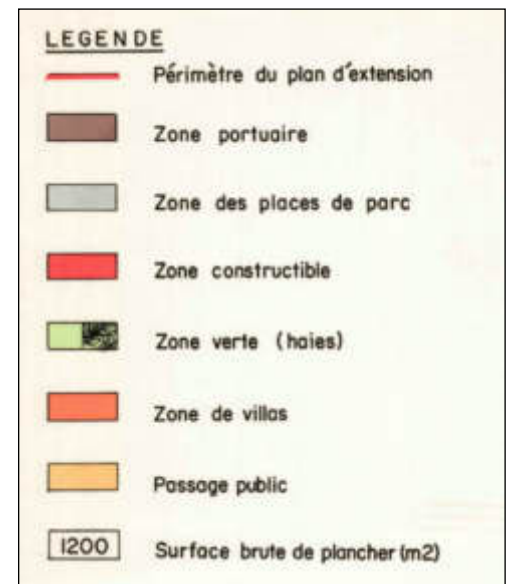 LEGENDE
Périmètre du plan d'extension
Zone portuaire
Zone des places de parc
Zone constructible
Zone verte (haies)
Zone de villas
Passage public
1200 Surface brute de plancher (m2)